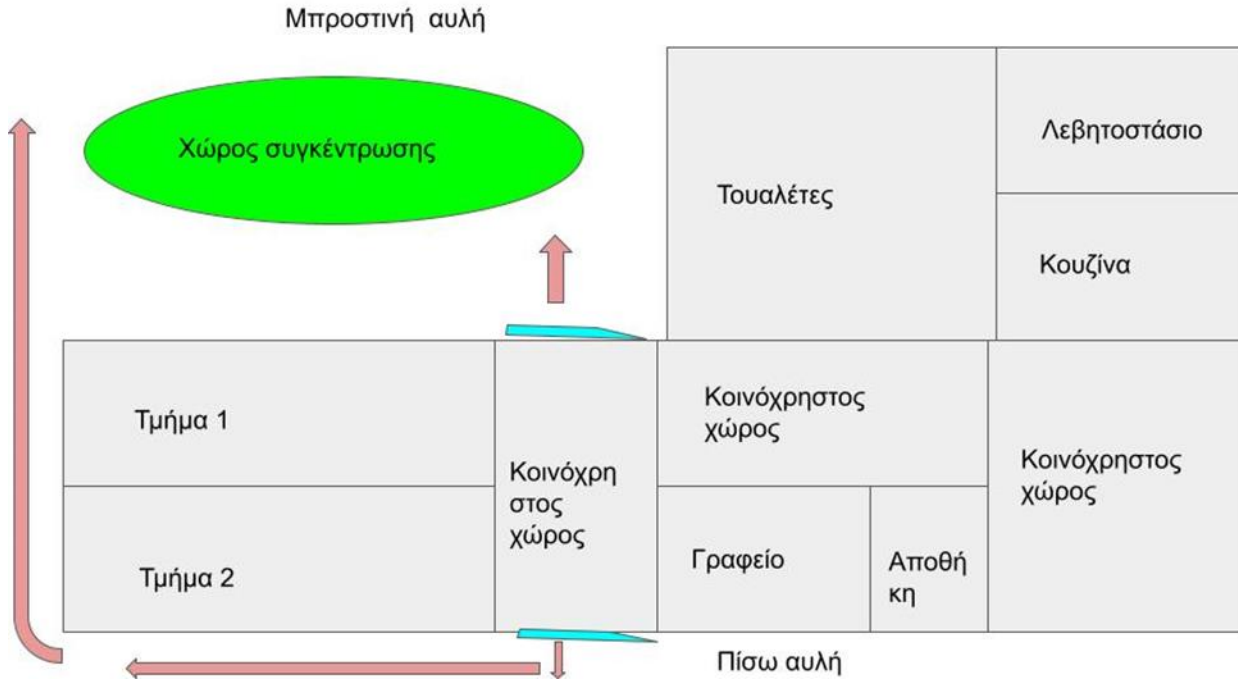 Μπροστινή αυλή
Χώρος συγκέντρωσης
Τουαλέτες
Λεβητοστάσιο
Κουζίνα
Τμήμα 1
Τμήμα 2
Κοινόχρη
στος
χώρος
Κοινόχρηστος
χώρος
Γραφείο
Αποθή
κη
Κοινόχρηστος
χώρος
Πίσω αυλή